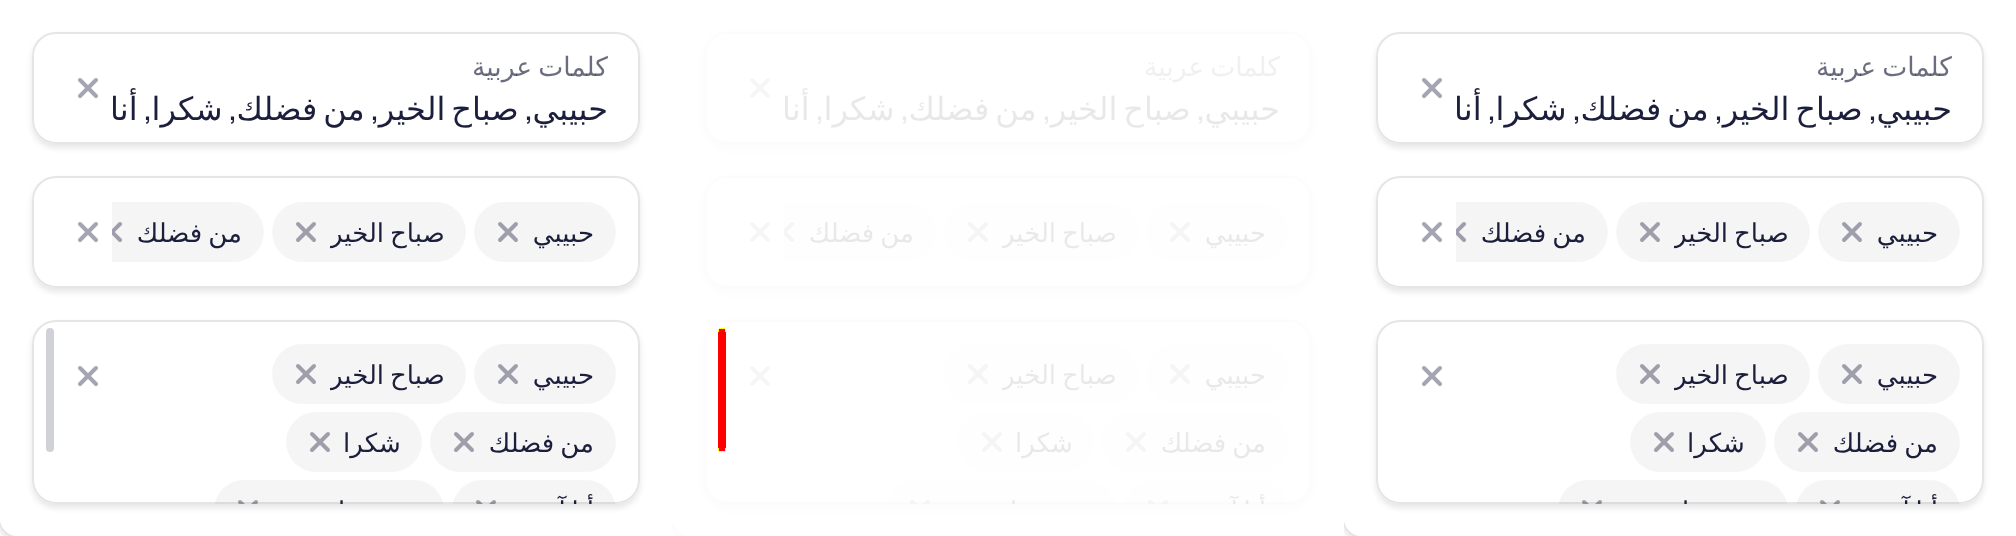 كلمات عربية
حبيبي, صباح الخير, من فضلك, شكرا, أنا
حبيبي صباح الخير من فضلك
حبيبي صباح الخير
من فضلك شكرا
كلمات عربية
حبيبي, صباح الخير, من فضلك, شكرا, أنا
حبيبي صباح الخير من فضلك
حبيبي صباح الخير
من فضلك شكرا
كلمات عربية
حبيبي, صباح الخير, من فضلك, شكرا, أنا
حبيبي صباح الخير من فضلك
حبيبي صباح الخير
من فضلك شكرا